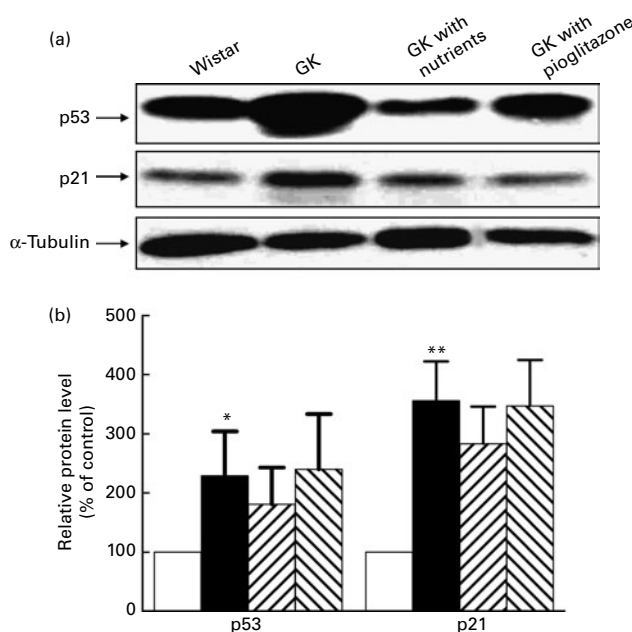 (a)
Wistar
GK
GK with
nutrients
GK with
pioglitazone
p53
p21
α-Tubulin
(b)
Relative protein level
(% of control)
500
400
300
200
100
0
*
**
p53
p21